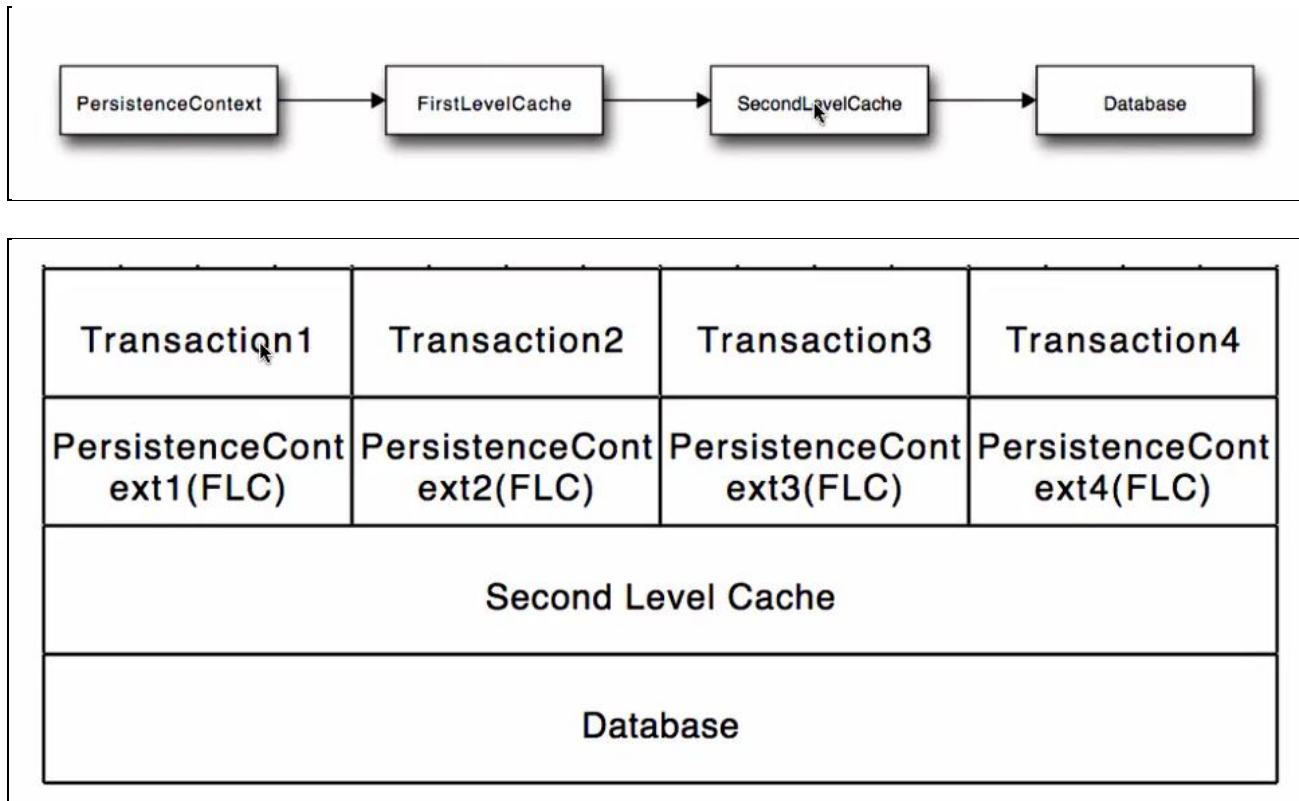 PersistenceContext
FirstLevelCache
SecondLevelCache
Database
Transaction1
Transaction2
Transaction3
Transaction4
PersistenceCont
ext1(FLC)
PersistenceCont
ext2(FLC)
PersistenceCont
ext3(FLC)
PersistenceCont
ext4(FLC)
Second Level Cache
Database